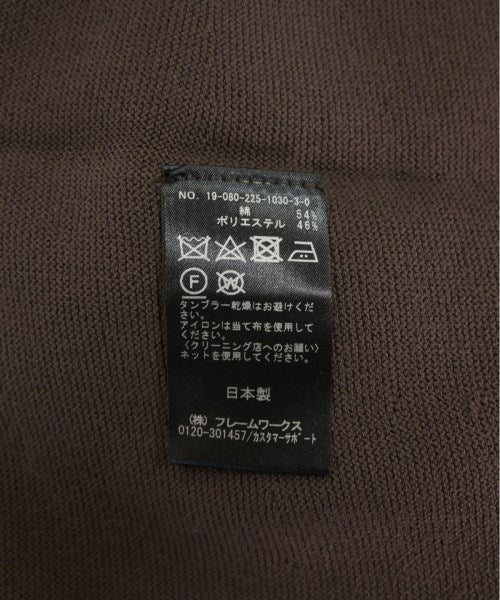 NO. 19-080-225-1030-3-0
綿 54%
ポリエステル 46%
F W
タンブラー乾燥はお避けくだ
さい。
アイロンは当て布を使用して
ください。
〈クリーニング店へのお願い〉
ネットを使用してください。
日本製
(株) フレームワークス
0120-301457/カスタマーサポート